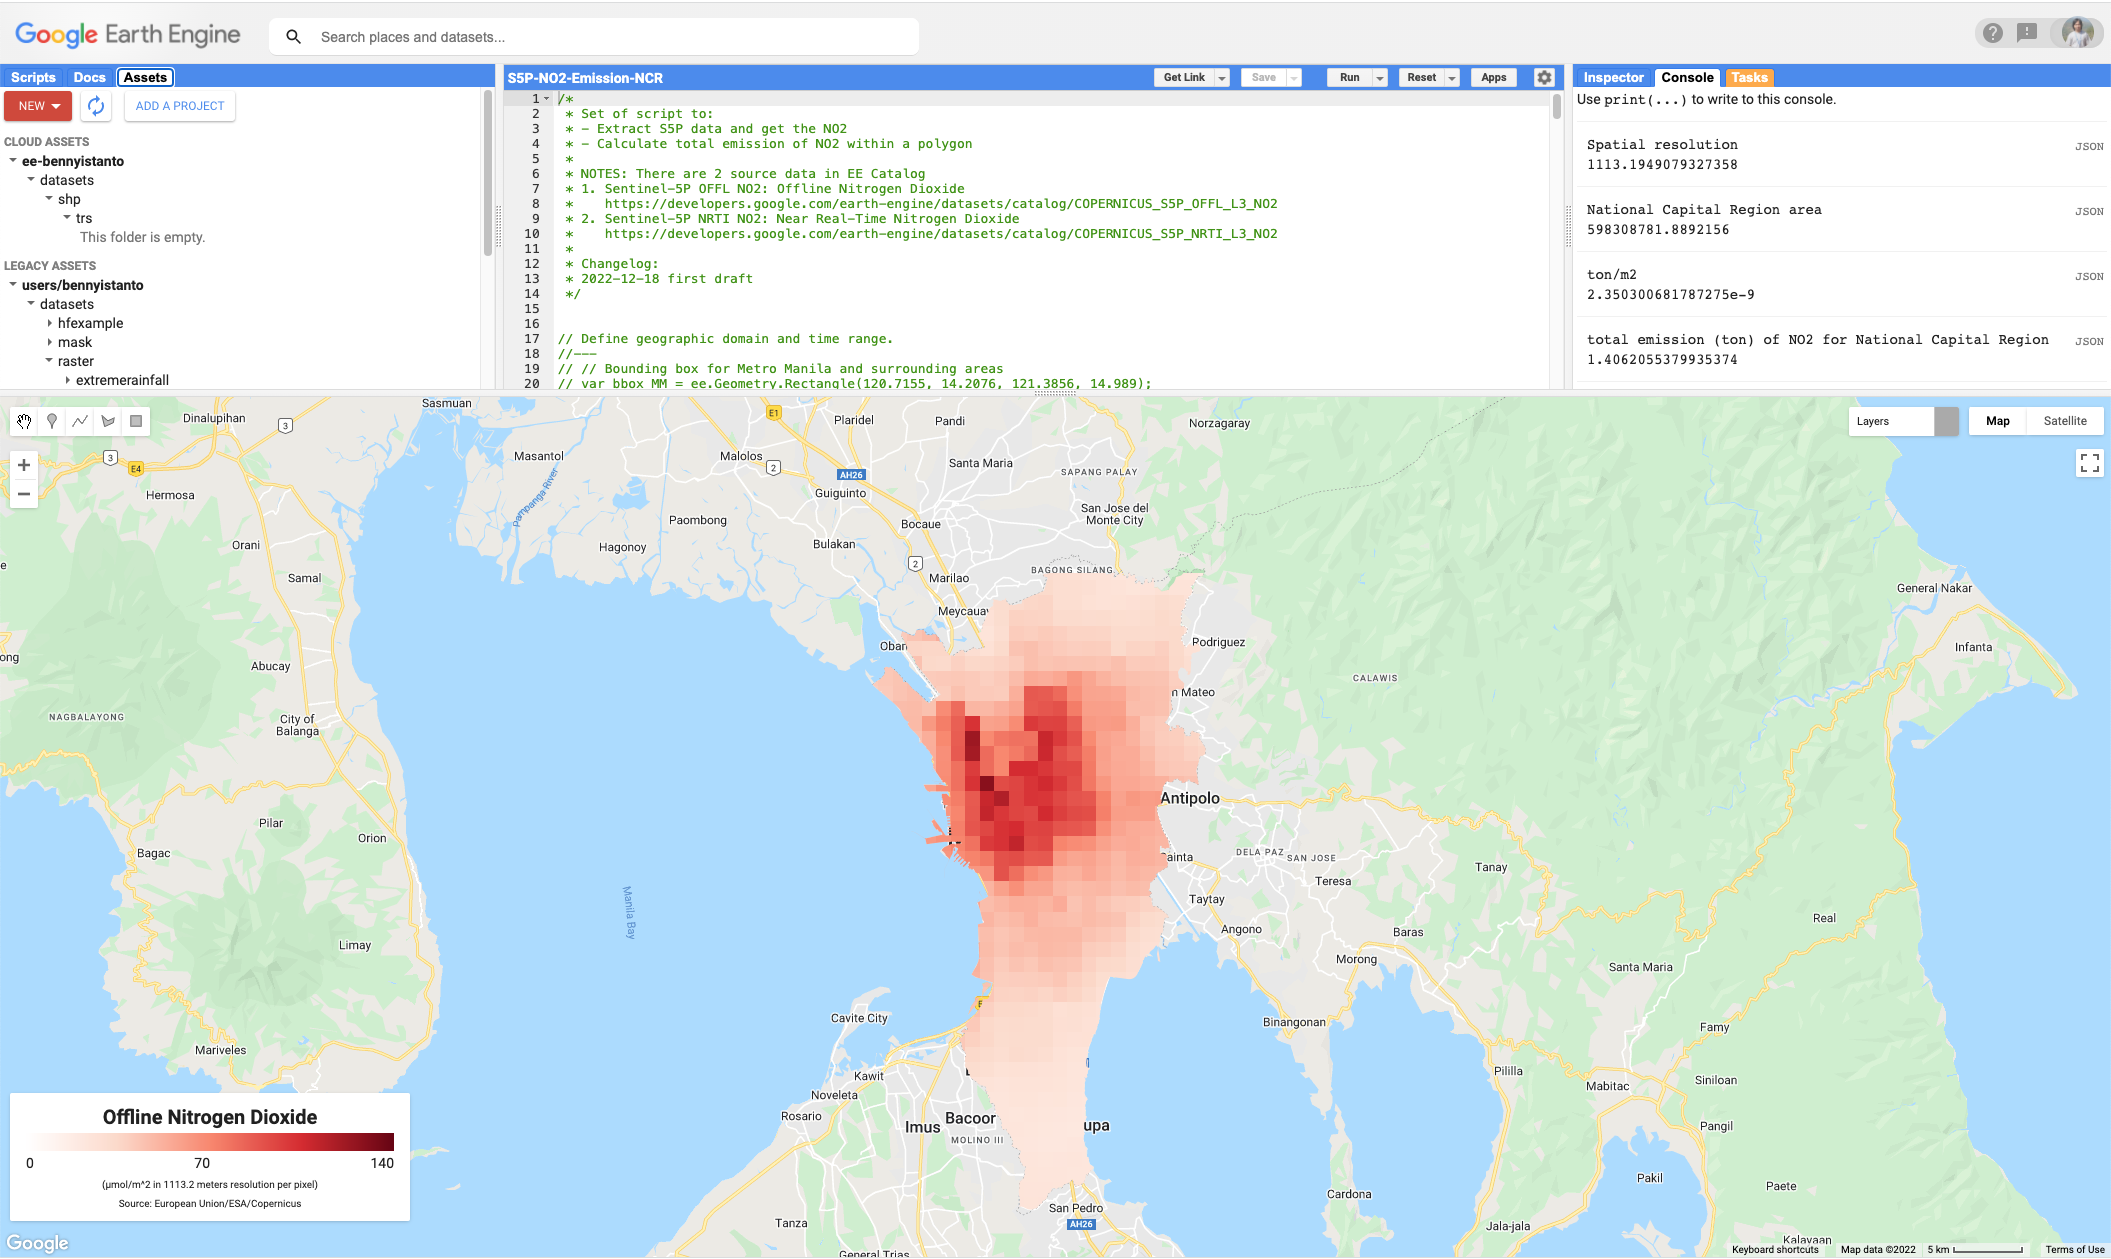 Google Earth Engine
Search places and datasets...
Scripts Docs Assets
NEW
ADD A PROJECT
CLOUD ASSETS
ee-bennyistanto
datasets
shp
trs
This folder is empty.
LEGACY ASSETS
users/bennyistanto
datasets
hfexample
mask
raster
extremerainfall
S5P-NO2-Emission-NCR
Get Link Save Run Reset Apps
1 /*
2 * Set of script to:
3 * - Extract S5P data and get the NO2
4 * - Calculate total emission of NO2 within a polygon
5 *
6 * NOTES: There are 2 source data in EE Catalog
7 * 1. Sentinel-5P OFFL NO2: Offline Nitrogen Dioxide
8 * https://developers.google.com/earth-engine/datasets/catalog/COPERNICUS_S5P_OFFL_L3_NO2
9 * 2. Sentinel-5P NRTI NO2: Near Real-Time Nitrogen Dioxide
10 * https://developers.google.com/earth-engine/datasets/catalog/COPERNICUS_S5P_NRTI_L3_NO2
11 *
12 * Changelog:
13 * 2022-12-18 first draft
14 */
15
16
17 // Define geographic domain and time range.
18 //---
19 // // Bounding box for Metro Manila and surrounding areas
20 // var bbox_MM = ee.Geometry.Rectangle(120.7155, 14.2076, 121.3856, 14.989);
Inspector Console Tasks
Use print(...) to write to this console.
Spatial resolution JSON
1113.1949079327358
National Capital Region area JSON
598308781.8892156
ton/m2 JSON
2.350300681787275e-9
total emission (ton) of NO2 for National Capital Region JSON
1.4062055379935374
Layers
Map Satellite
+
−
Sasmuan
Dinalupihan
3
E1
Plaridel
Pandi
Norzagaray
3
E4
Masantol
Malolos
2
AH26
Santa Maria
SAPANG PALAY
Hermosa
Pampanga River
Guiguinto
Paombong
Bocaue
San Jose del
Monte City
Orani
Hagonoy
Bulakan
2
e
Samal
Marilao
BAGONG SILANG
General Nakar
Meycauay
Oban
Podriguez
Infanta
ong
Abucay
CALAWIS
n Mateo
NAGBALAYONG
City of
Balanga
Antipolo
Pilar
Orion
Bagac
ainta
DELA PAZ
SAN JOSE
Tanay
Teresa
Manila Bay
Taytay
Real
Limay
Angono
Baras
Morong
Santa Maria
E
Cavite City
Binangonan
Famy
Mariveles
Kawit
Pililla
Mabitac
Siniloan
Noveleta
Rosario
Bacoor
Imus
MOLINO III
upa
Pangil
Pakil
Paete
Cardona
San Pedro
AH26
Tanza
Jala-jala
Kalayaan
General Trias
Offline Nitrogen Dioxide
0 70 140
(µmol/m^2 in 1113.2 meters resolution per pixel)
Source: European Union/ESA/Copernicus
Google
Keyboard shortcuts Map data ©2022 5 km Terms of Use